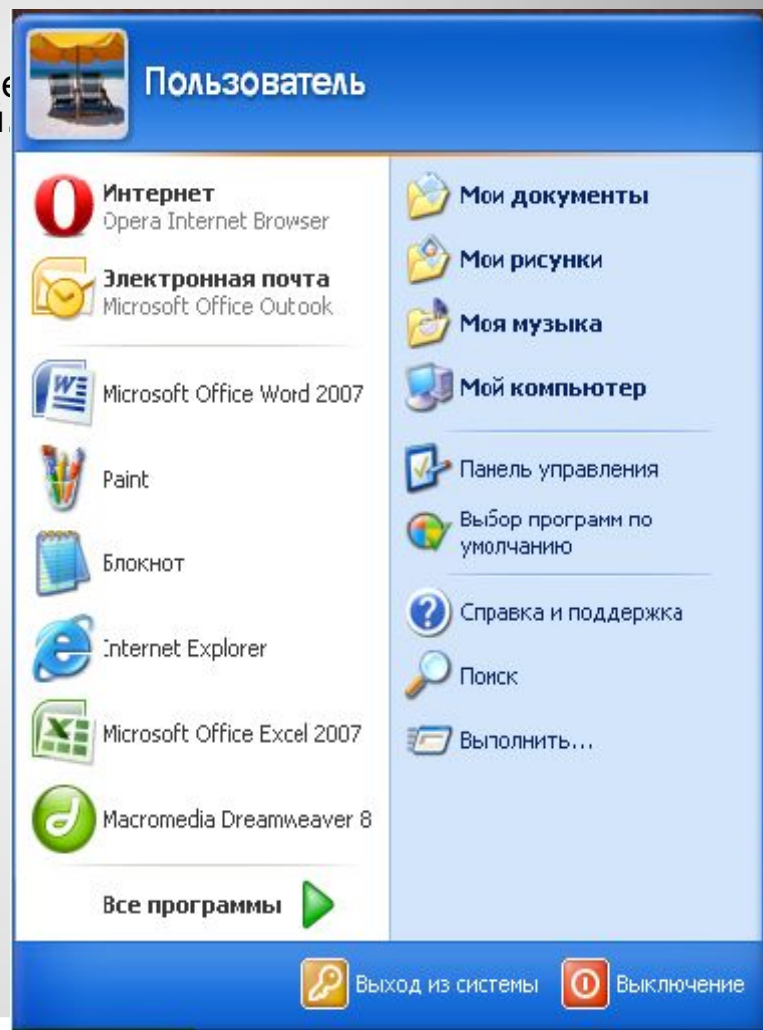 Пользователь
Интернет
Opera Internet Browser
Электронная почта
Microsoft Office Outook
Microsoft Office Word 2007
Paint
Блокнот
Internet Explorer
Microsoft Office Excel 2007
Macromedia Dreamweaver 8
Все программы
Мои документы
Мои рисунки
Моя музыка
Мой компьютер
Панель управления
Выбор программ по
умолчанию
Справка и поддержка
Поиск
Выполнить...
Выход из системы
Выключение